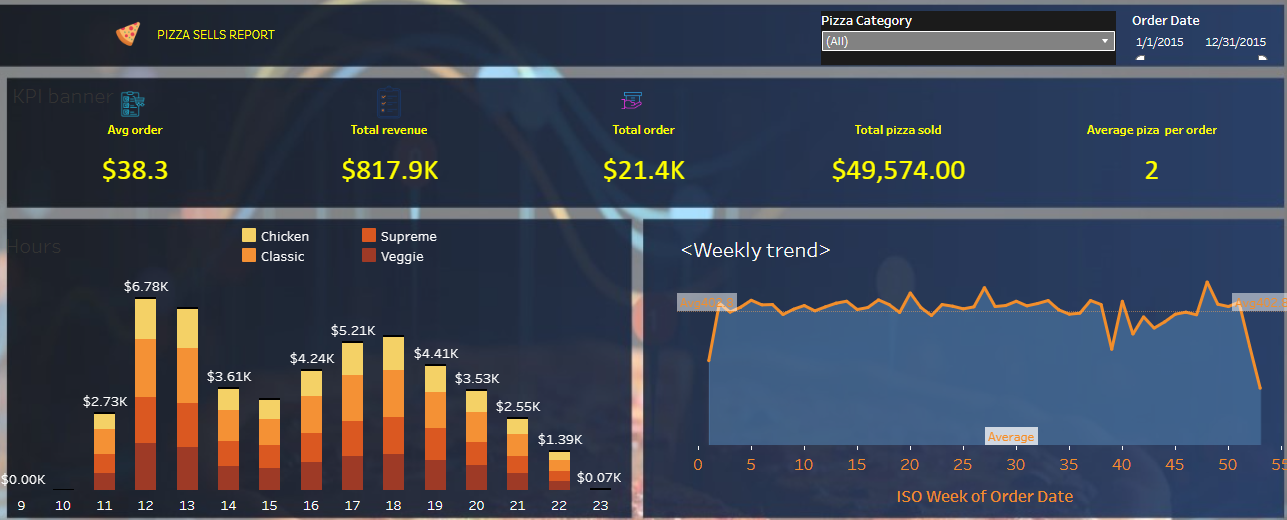 Pizza Category
Order Date
PIZZA SELLS REPORT
(All)
1/1/2015
12/31/2015
KPI banner
Avg order
Total revenue
Total order
Total pizza sold
Average piza per order
$38.3
$817.9K
$21.4K
$49,574.00
2
Hours
Chicken
Supreme
Classic
Veggie
$6.78K
$5.21K
$4.24K
$4.41K
$3.61K
$3.53K
$2.73K
$2.55K
$1.39K
$0.00K
$0.07K
9 10 11 12 13 14 15 16 17 18 19 20 21 22 23
<Weekly trend>
Average
0 5 10 15 20 25 30 35 40 45 50 55
ISO Week of Order Date